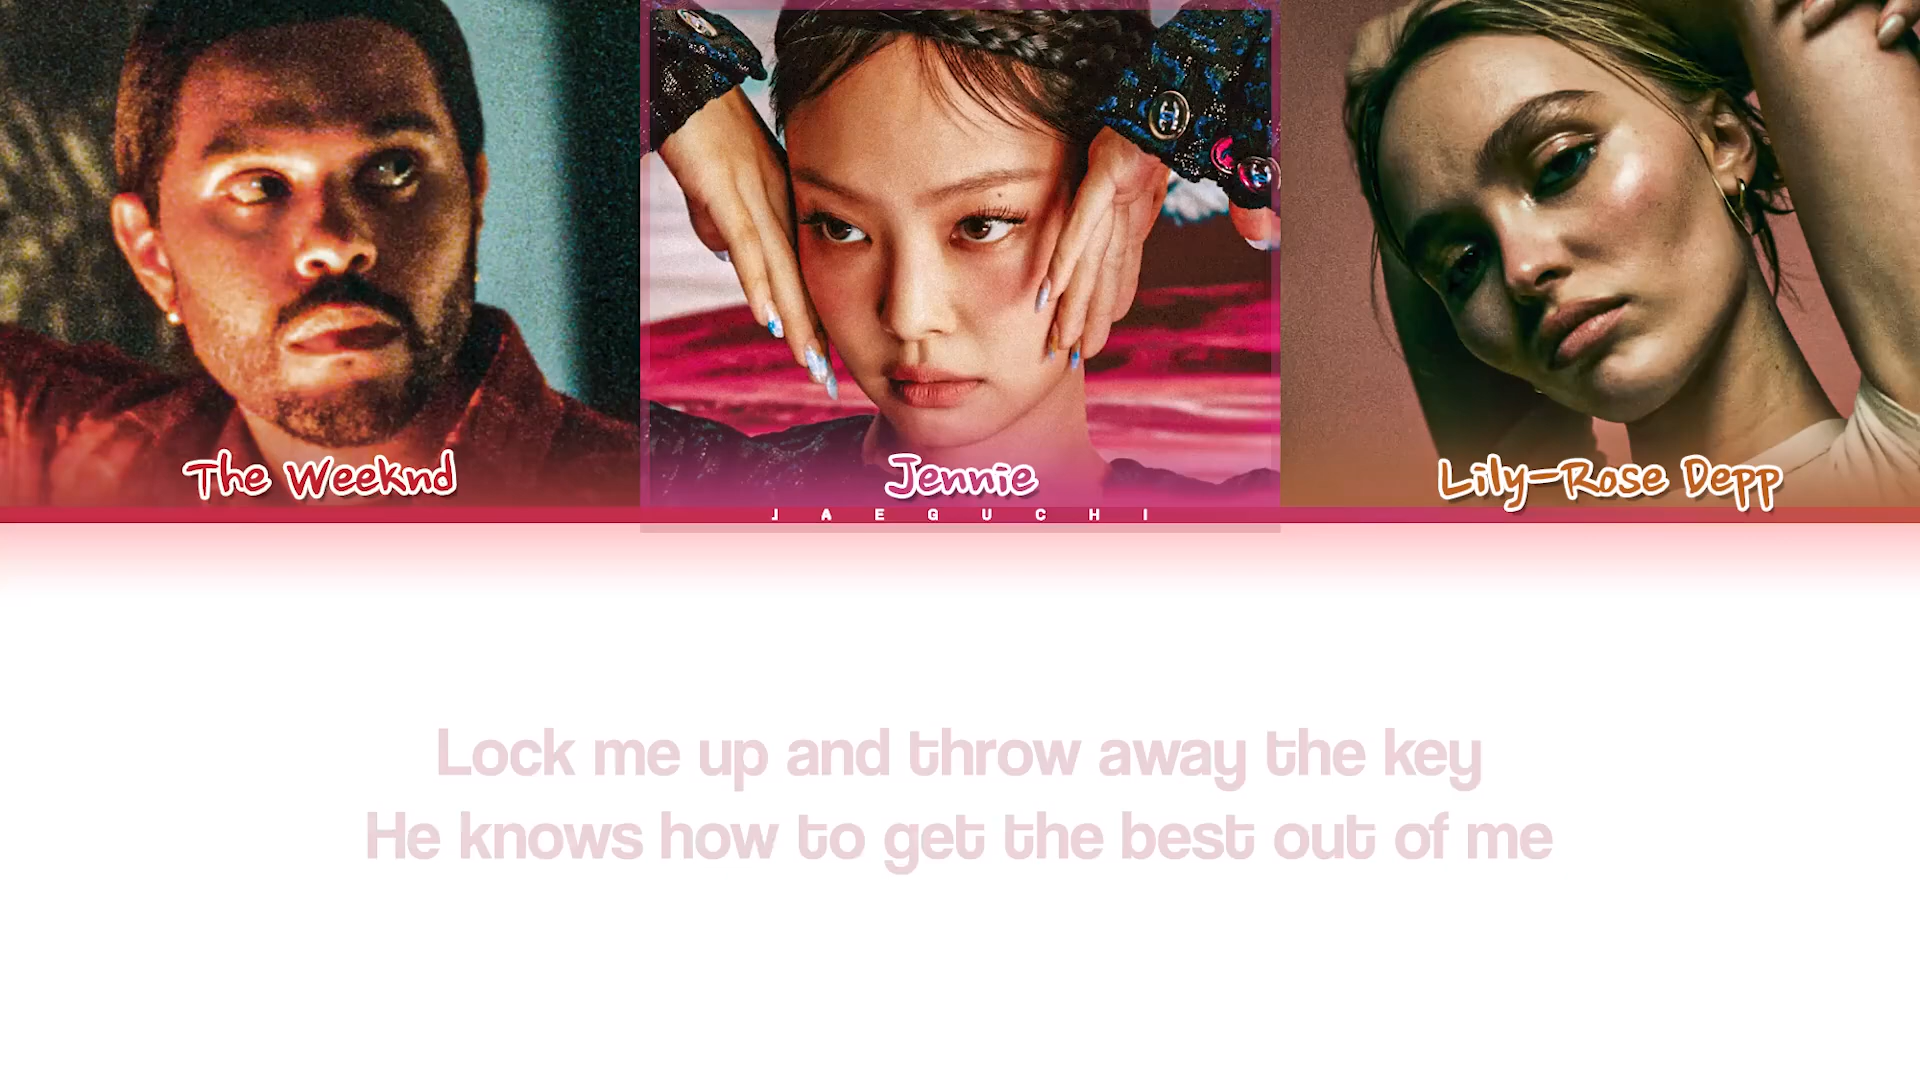 The Weeknd
Jennie
Lily-Rose Depp
JAEGUCHI
Lock me up and throw away the key
He knows how to get the best out of me